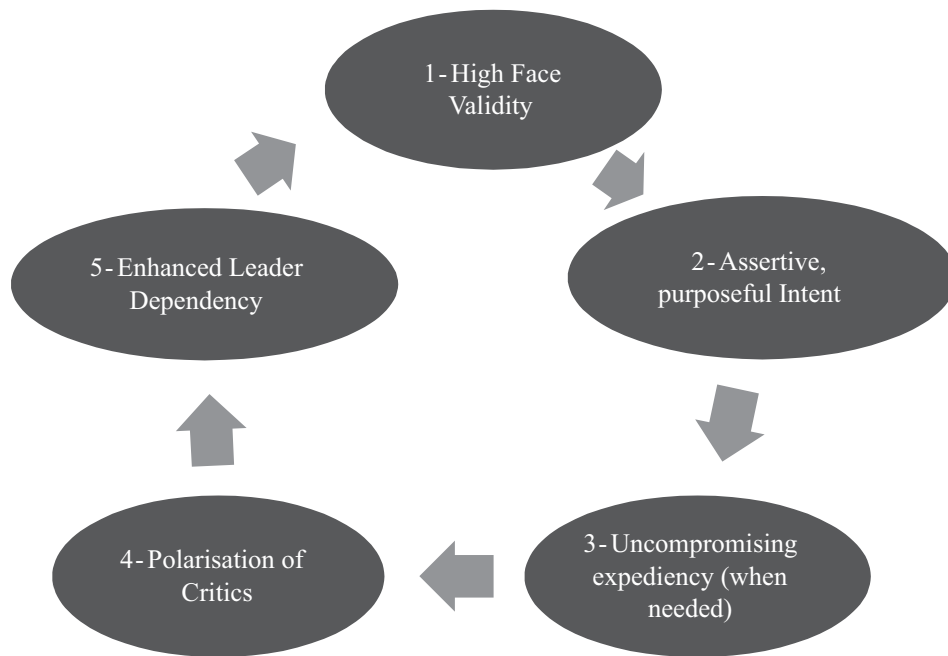 1-High Face
Validity
2-Assertive,
purposeful Intent
3-Uncompromising
expediency (when
needed)
4-Polarisation of
Critics
5-Enhanced Leader
Dependency